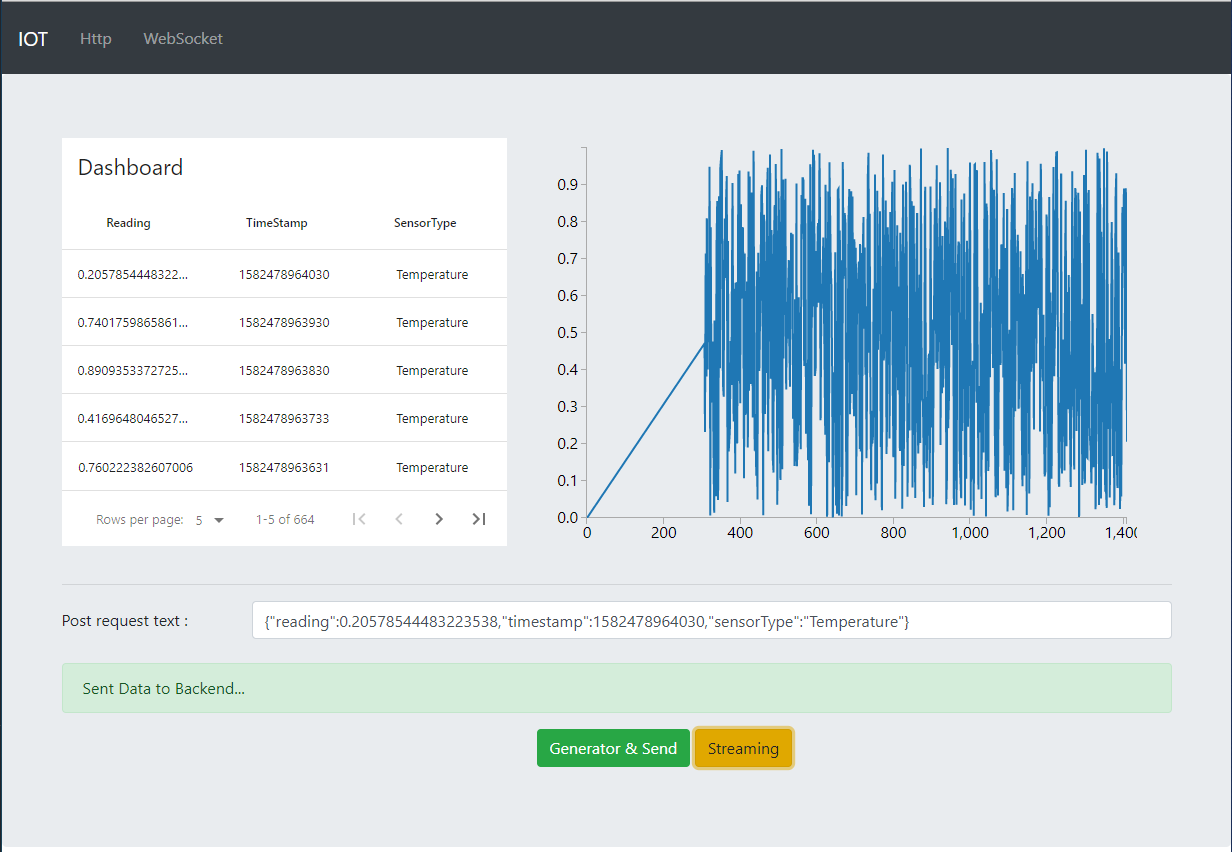 IOT Http WebSocket
Dashboard
Reading TimeStamp SensorType
0.2057854448322... 1582478964030 Temperature
0.7401759865861... 1582478963930 Temperature
0.8909353372725... 1582478963830 Temperature
0.4169648046527... 1582478963733 Temperature
0.760222382607006 1582478963631 Temperature
Rows per page: 5 1-5 of 664
0.9
0.8
0.7
0.6
0.5
0.4
0.3
0.2
0.1
0.0
0 200 400 600 800 1,000 1,200 1,40
Post request text : {"reading":0.20578544483223538,"timestamp":1582478964030,"sensorType":"Temperature"}
Sent Data to Backend...
Generator & Send Streaming